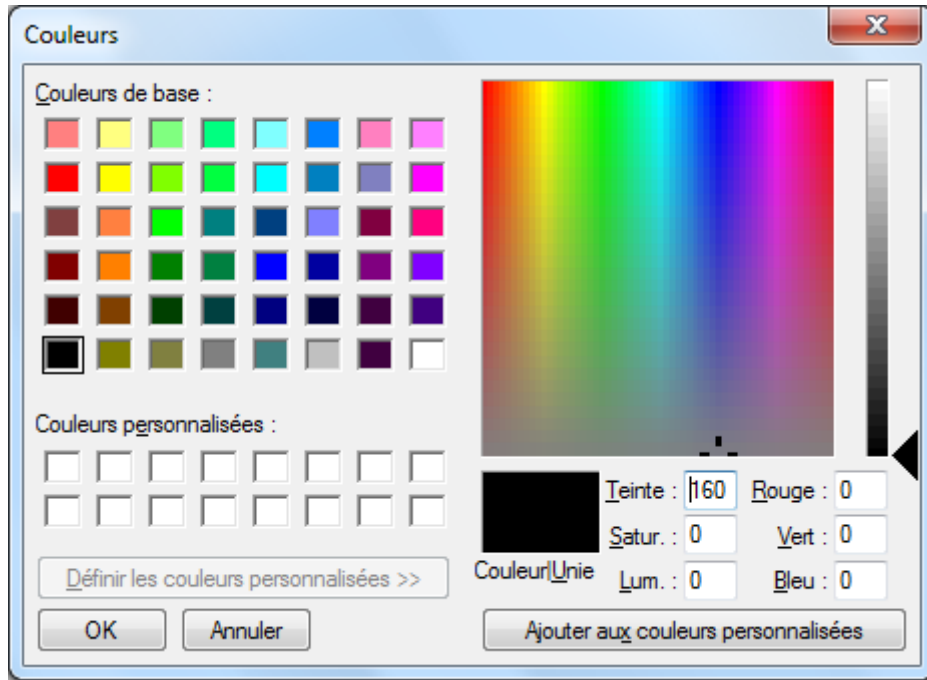 Couleurs
Couleurs de base :
Couleurs personnalisées :
Définir les couleurs personnalisées >>
OK
Annuler
Couleur|Unie
Teinte : 160
Rouge : 0
Satur. : 0
Vert : 0
Lum. : 0
Bleu : 0
Ajouter aux couleurs personnalisées